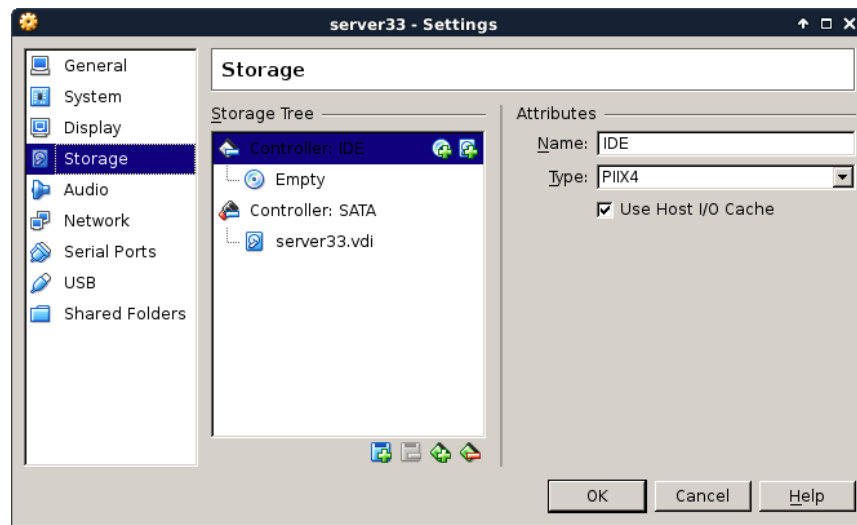 server33 - Settings
General
System
Display
Storage
Audio
Network
Serial Ports
USB
Shared Folders
Storage
Storage Tree
Controller: IDE
Empty
Controller: SATA
server33.vdi
Attributes
Name: IDE
Type: PIIX4
Use Host I/O Cache
OK Cancel Help